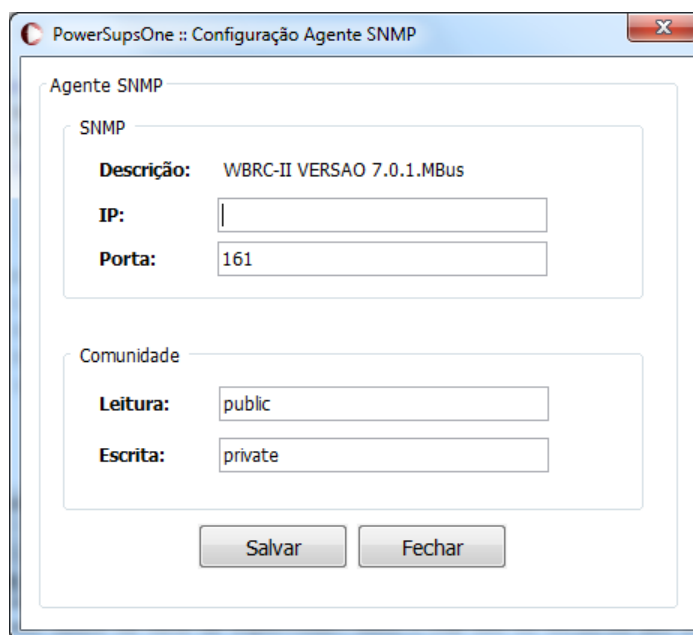 PowerSupsOne :: Configuração Agente SNMP
Agente SNMP
SNMP
Descrição: WBRC-II VERSAO 7.0.1.MBus
IP:
Porta: 161
Comunidade
Leitura: public
Escrita: private
Salvar Fechar